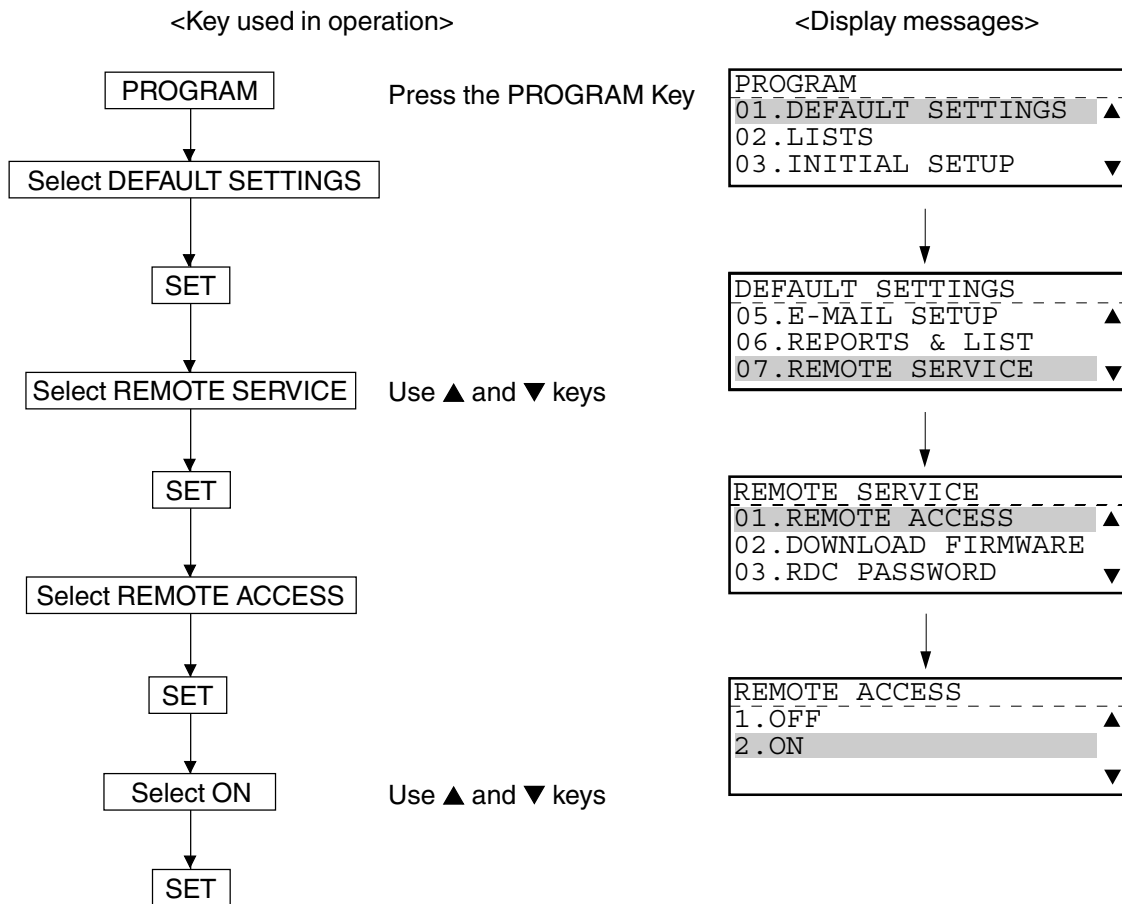 <Key used in operation>
<Display messages>
PROGRAM
Press the PROGRAM Key
PROGRAM
01.DEFAULT SETTINGS ▲
02.LISTS
03.INITIAL SETUP ▼
Select DEFAULT SETTINGS
SET
DEFAULT SETTINGS
05.E-MAIL SETUP ▲
06.REPORTS & LIST
07.REMOTE SERVICE ▼
Select REMOTE SERVICE
Use ▲ and ▼ keys
SET
REMOTE SERVICE
01.REMOTE ACCESS ▲
02.DOWNLOAD FIRMWARE
03.RDC PASSWORD ▼
Select REMOTE ACCESS
SET
REMOTE ACCESS
1.OFF ▲
2.ON
▼
Select ON
Use ▲ and ▼ keys
SET